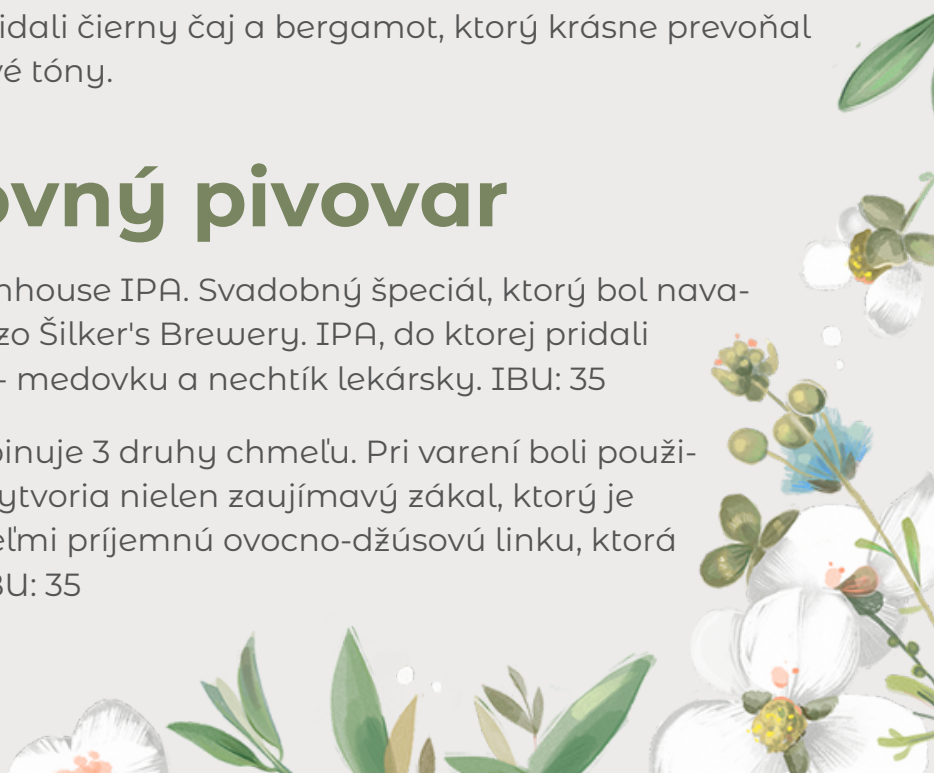 idali čierny čaj a bergamot, ktorý krásne prevoňal
vé tóny.
ovný pivovar
nhouse IPA. Svadobný špeciál, ktorý bol nava-
zo Šilker's Brewery. IPA, do ktorej pridali
- medovku a nechtík lekársky. IBU: 35
binuje 3 druhy chmeľu. Pri varení boli použi-
ytvoria nielen zaujímavý zákal, ktorý je
eľmi príjemnú ovocno-džúsovú linku, ktorá
BU: 35